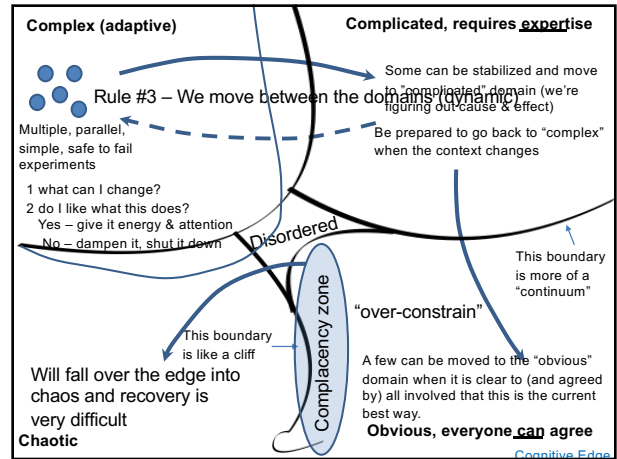 Complex (adaptive)
Complicated, requires expertise
Some can be stabilized and move
to "complicated" domain (we're
figuring out cause & effect)
Rule #3 – We move between the domains (dynamic)
Be prepared to go back to "complex"
when the context changes
Multiple, parallel,
simple, safe to fail
experiments
1 what can I change?
2 do I like what this does?
Yes – give it energy & attention
No – dampen it, shut it down
Disordered
This boundary
is more of a
"continuum"
Complacency zone
"over-constrain"
This boundary
is like a cliff
Will fall over the edge into
chaos and recovery is
very difficult
Chaotic
A few can be moved to the "obvious"
domain when it is clear to (and agreed
by) all involved that this is the current
best way.
Obvious, everyone can agree
Cognitive Edge